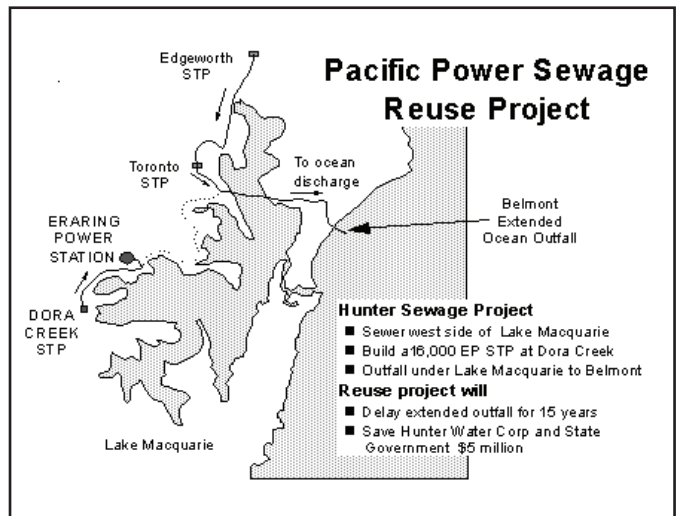 Pacific Power Sewage
Reuse Project
Edgeworth
STP
Toronto
STP
To ocean
discharge
Belmont
Extended
Ocean Outfall
ERARING
POWER
STATION
DORA
CREEK
STP
Lake Macquarie
Hunter Sewage Project
■ Sewer west side of Lake Macquarie
■ Build a 16,000 EP STP at Dora Creek
■ Outfall under Lake Macquarie to Belmont
Reuse project will
■ Delay extended outfall for 15 years
■ Save Hunter Water Corp and State
Government $5 million